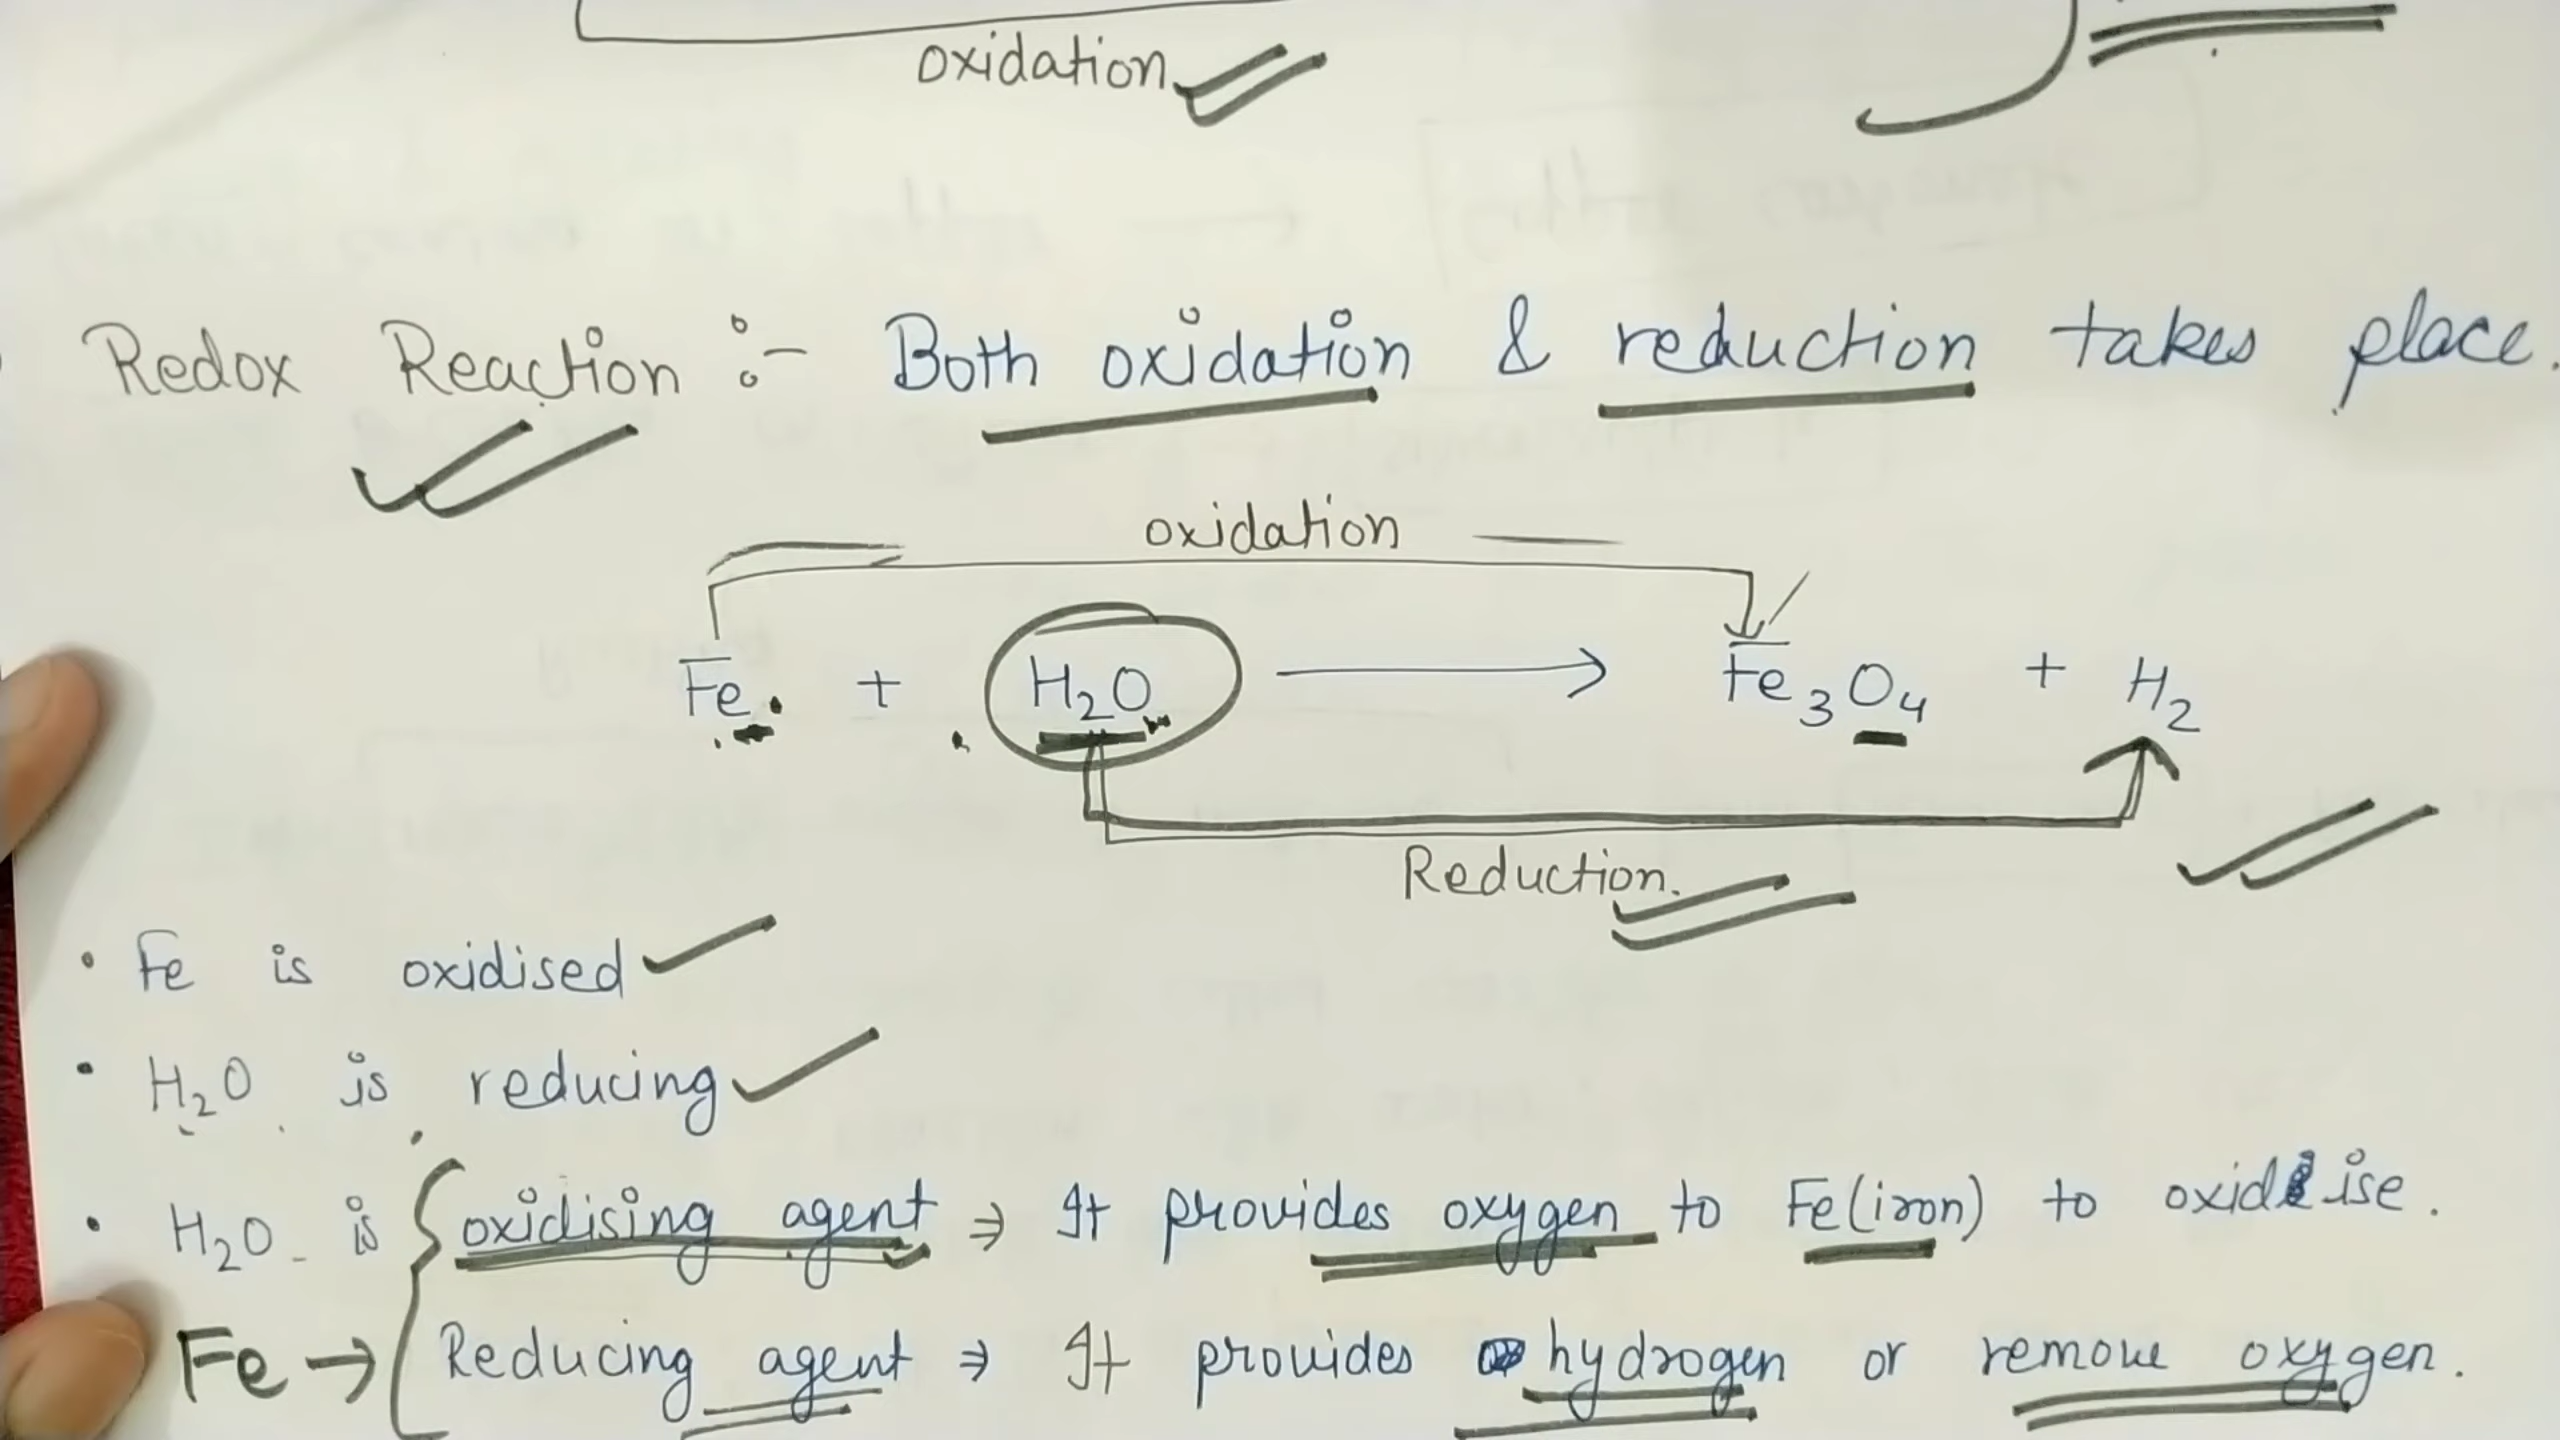 oxidation
Redox Reaction :- Both oxidation & reduction takes place.
oxidation
Fe + H₂O ⟶ Fe₃O₄ + H₂
Reduction.
• Fe is oxidised
• H₂O is reducing
• H₂O is { oxidising agent ⇒ It provides oxygen to Fe(iron) to oxidise.
Fe → Reducing agent ⇒ It provides hydrogen or remove oxygen.